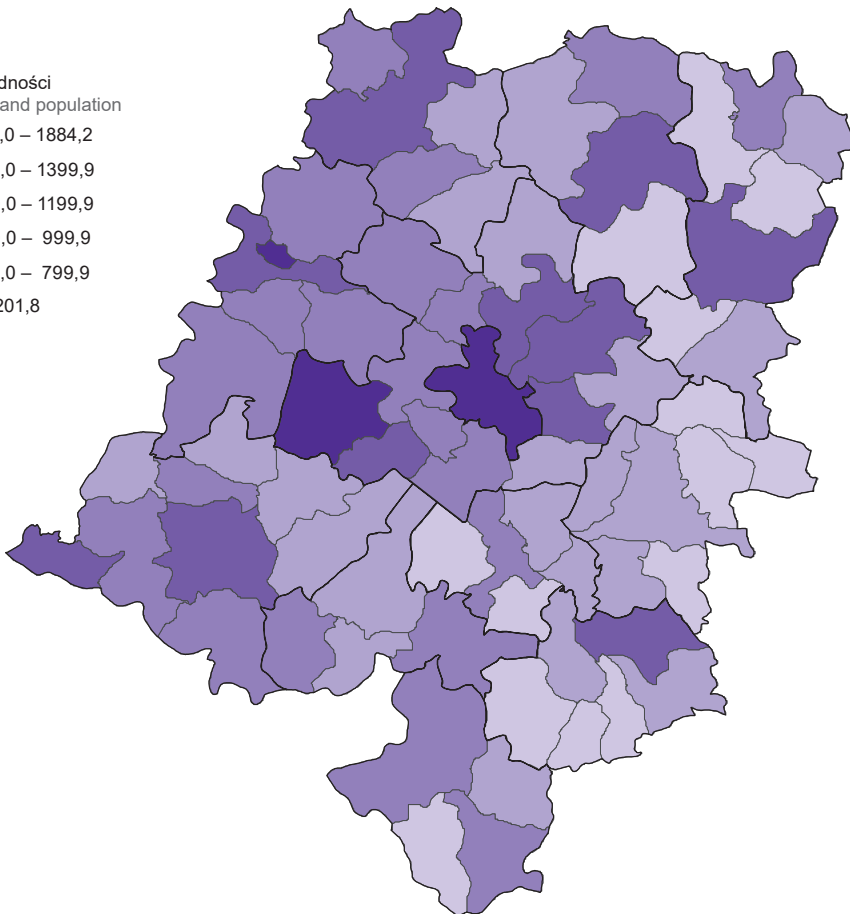 dności
and population
,0 – 1884,2
,0 – 1399,9
,0 – 1199,9
,0 – 999,9
,0 – 799,9
201,8